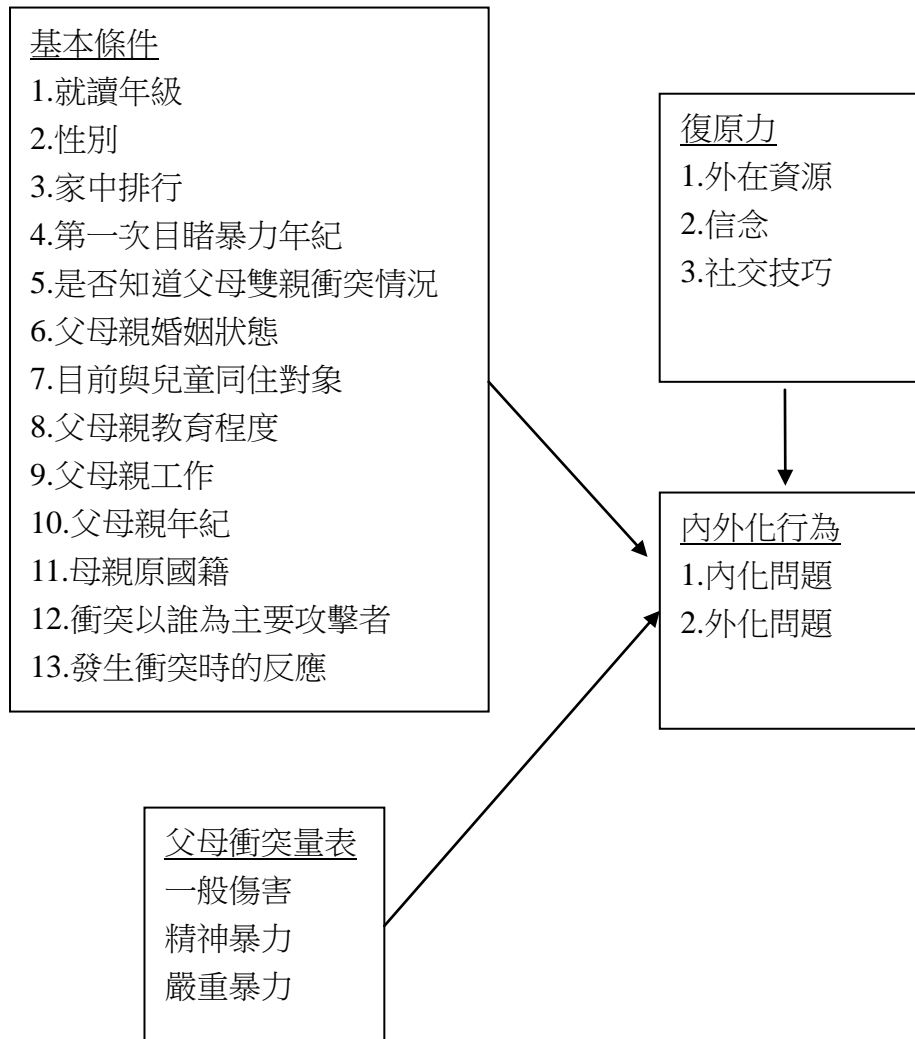 基本條件
1.就讀年級
2.性別
3.家中排行
4.第一次目睹暴力年紀
5.是否知道父母雙親衝突情況
6.父母親婚姻狀態
7.目前與兒童同住對象
8.父母親教育程度
9.父母親工作
10.父母親年紀
11.母親原國籍
12.衝突以誰為主要攻擊者
13.發生衝突時的反應
復原力
1.外在資源
2.信念
3.社交技巧
內外化行為
1.內化問題
2.外化問題
父母衝突量表
一般傷害
精神暴力
嚴重暴力